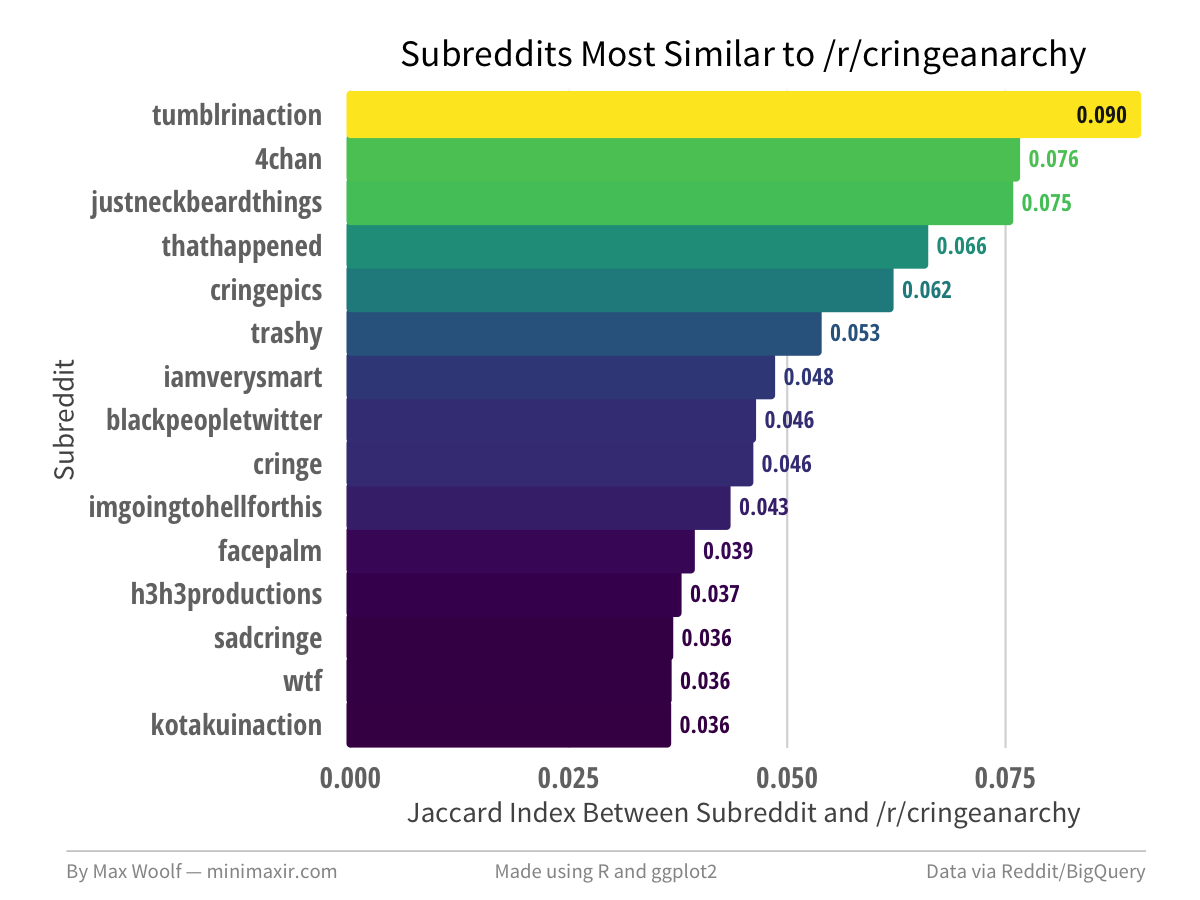 Subreddits Most Similar to /r/cringeanarchy
tumblrinaction 0.090
4chan 0.076
justneckbeardthings 0.075
thathappened 0.066
cringepics 0.062
trashy 0.053
iamverysmart 0.048
blackpeopletwitter 0.046
cringe 0.046
imgoingtohellforthis 0.043
facepalm 0.039
h3h3productions 0.037
sadcringe 0.036
wtf 0.036
kotakuinaction 0.036
Subreddit
0.000 0.025 0.050 0.075
Jaccard Index Between Subreddit and /r/cringeanarchy
By Max Woolf — minimaxir.com Made using R and ggplot2 Data via Reddit/BigQuery